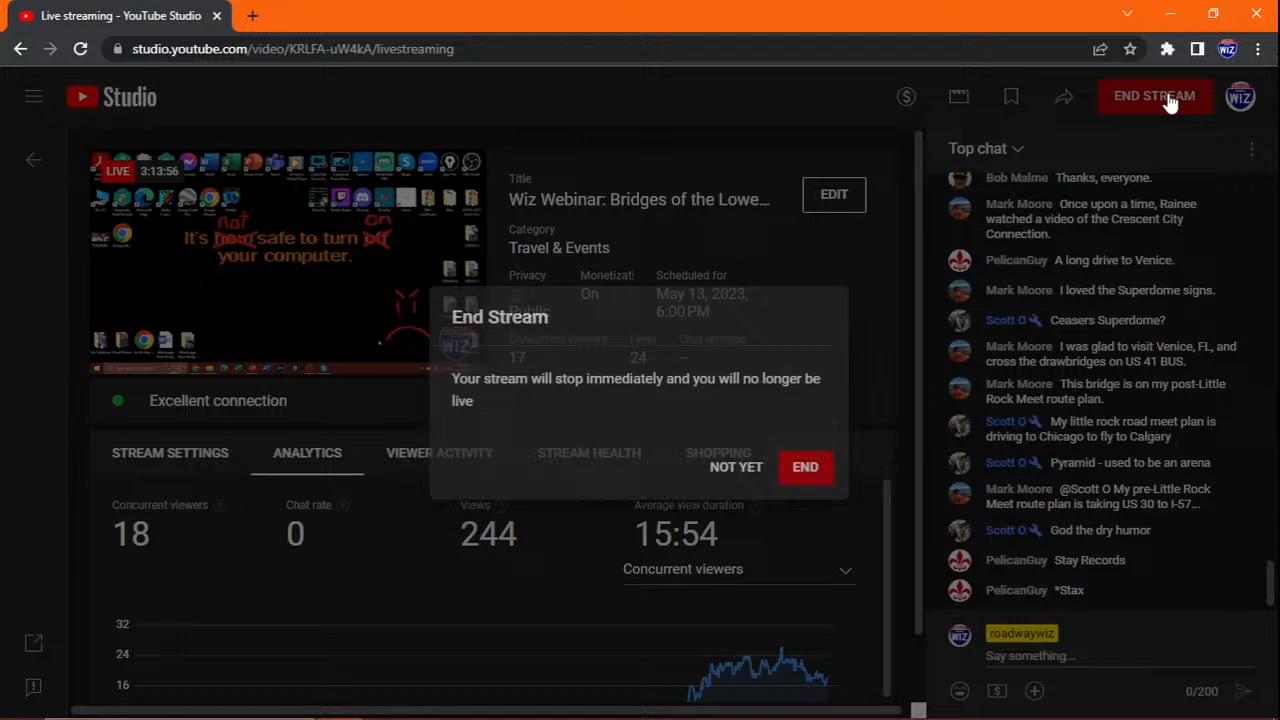 Live streaming - YouTube Studio
studio.youtube.com/video/KRLFA-uW4kA/livestreaming
WIZ
Studio
END STREAM
WIZ
LIVE 3:13:56
not on
It's now safe to turn off
your computer.
Title
Wiz Webinar: Bridges of the Lowe...
EDIT
Category
Travel & Events
Privacy
Public
Monetizati
On
Scheduled for
May 13, 2023,
6:00 PM
Concurrent viewers
17
24
–
Excellent connection
End Stream
Your stream will stop immediately and you will no longer be
live
NOT YET
END
STREAM SETTINGS
ANALYTICS
VIEWER ACTIVITY
STREAM HEALTH
SHOPPING
Concurrent viewers
18
Chat rate
0
Views
244
Average view duration
15:54
Concurrent viewers
32
24
16
Top chat
Bob Malme Thanks, everyone.
Mark Moore Once upon a time, Rainee
watched a video of the Crescent City
Connection.
PelicanGuy A long drive to Venice.
Mark Moore I loved the Superdome signs.
Scott O Ceasers Superdome?
Mark Moore I was glad to visit Venice, FL, and
cross the drawbridges on US 41 BUS.
Mark Moore This bridge is on my post-Little
Rock Meet route plan.
Scott O My little rock road meet plan is
driving to Chicago to fly to Calgary
Scott O Pyramid - used to be an arena
Mark Moore @Scott O My pre-Little Rock
Meet route plan is taking US 30 to I-57...
Scott O God the dry humor
PelicanGuy Stay Records
PelicanGuy *Stax
roadwaywiz
Say something...
0/200